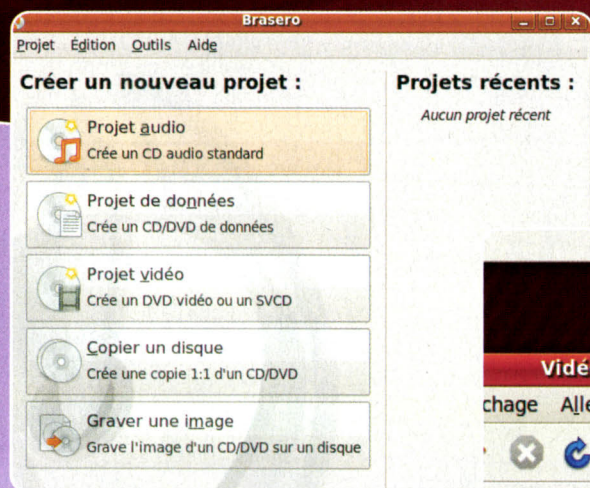 Brasero
Projet Édition Outils Aide
Créer un nouveau projet :
Projet audio
Crée un CD audio standard
Projet de données
Crée un CD/DVD de données
Projet vidéo
Crée un DVD vidéo ou un SVCD
Copier un disque
Crée une copie 1:1 d'un CD/DVD
Graver une image
Grave l'image d'un CD/DVD sur un disque
Projets récents :
Aucun projet récent
Vidé
chage Alle